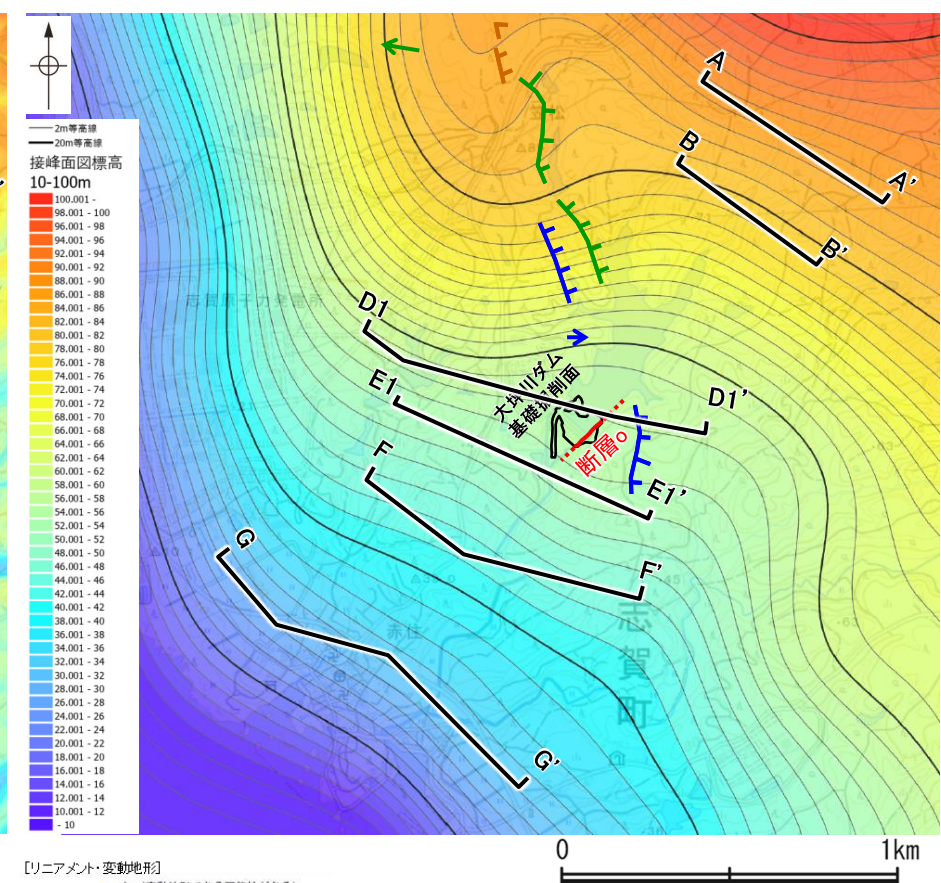 2m等高線
20m等高線
接峰面図標高
10-100m
100.001 -
98.001 - 100
96.001 - 98
94.001 - 96
92.001 - 94
90.001 - 92
88.001 - 90
86.001 - 88
84.001 - 86
82.001 - 84
80.001 - 82
78.001 - 80
76.001 - 78
74.001 - 76
72.001 - 74
70.001 - 72
68.001 - 70
66.001 - 68
64.001 - 66
62.001 - 64
60.001 - 62
58.001 - 60
56.001 - 58
54.001 - 56
52.001 - 54
50.001 - 52
48.001 - 50
46.001 - 48
44.001 - 46
42.001 - 44
40.001 - 42
38.001 - 40
36.001 - 38
34.001 - 36
32.001 - 34
30.001 - 32
28.001 - 30
26.001 - 28
24.001 - 26
22.001 - 24
20.001 - 22
18.001 - 20
16.001 - 18
14.001 - 16
12.001 - 14
10.001 - 12
- 10
A
A'
B
B'
志賀原子力発電所
D1
D1'
大坪川ダム
基礎掘削面
断層o
E1
E1'
F
F'
G
G'
赤住
志賀町
0
1km
[リニアメント・変動地形]